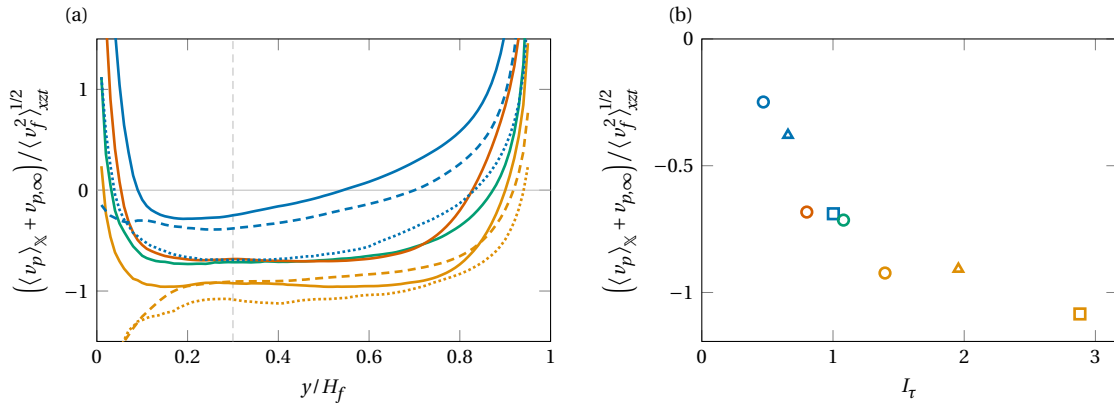 (a)
(b)
1
0
−1
0
0.2
0.4
0.6
0.8
1
y/H_f
(⟨v_p⟩_𝕏 + v_{p,∞}) / ⟨v_f^2⟩_{xzt}^{1/2}
0
−0.5
−1
0
1
2
3
I_τ
(⟨v_p⟩_𝕏 + v_{p,∞}) / ⟨v_f^2⟩_{xzt}^{1/2}